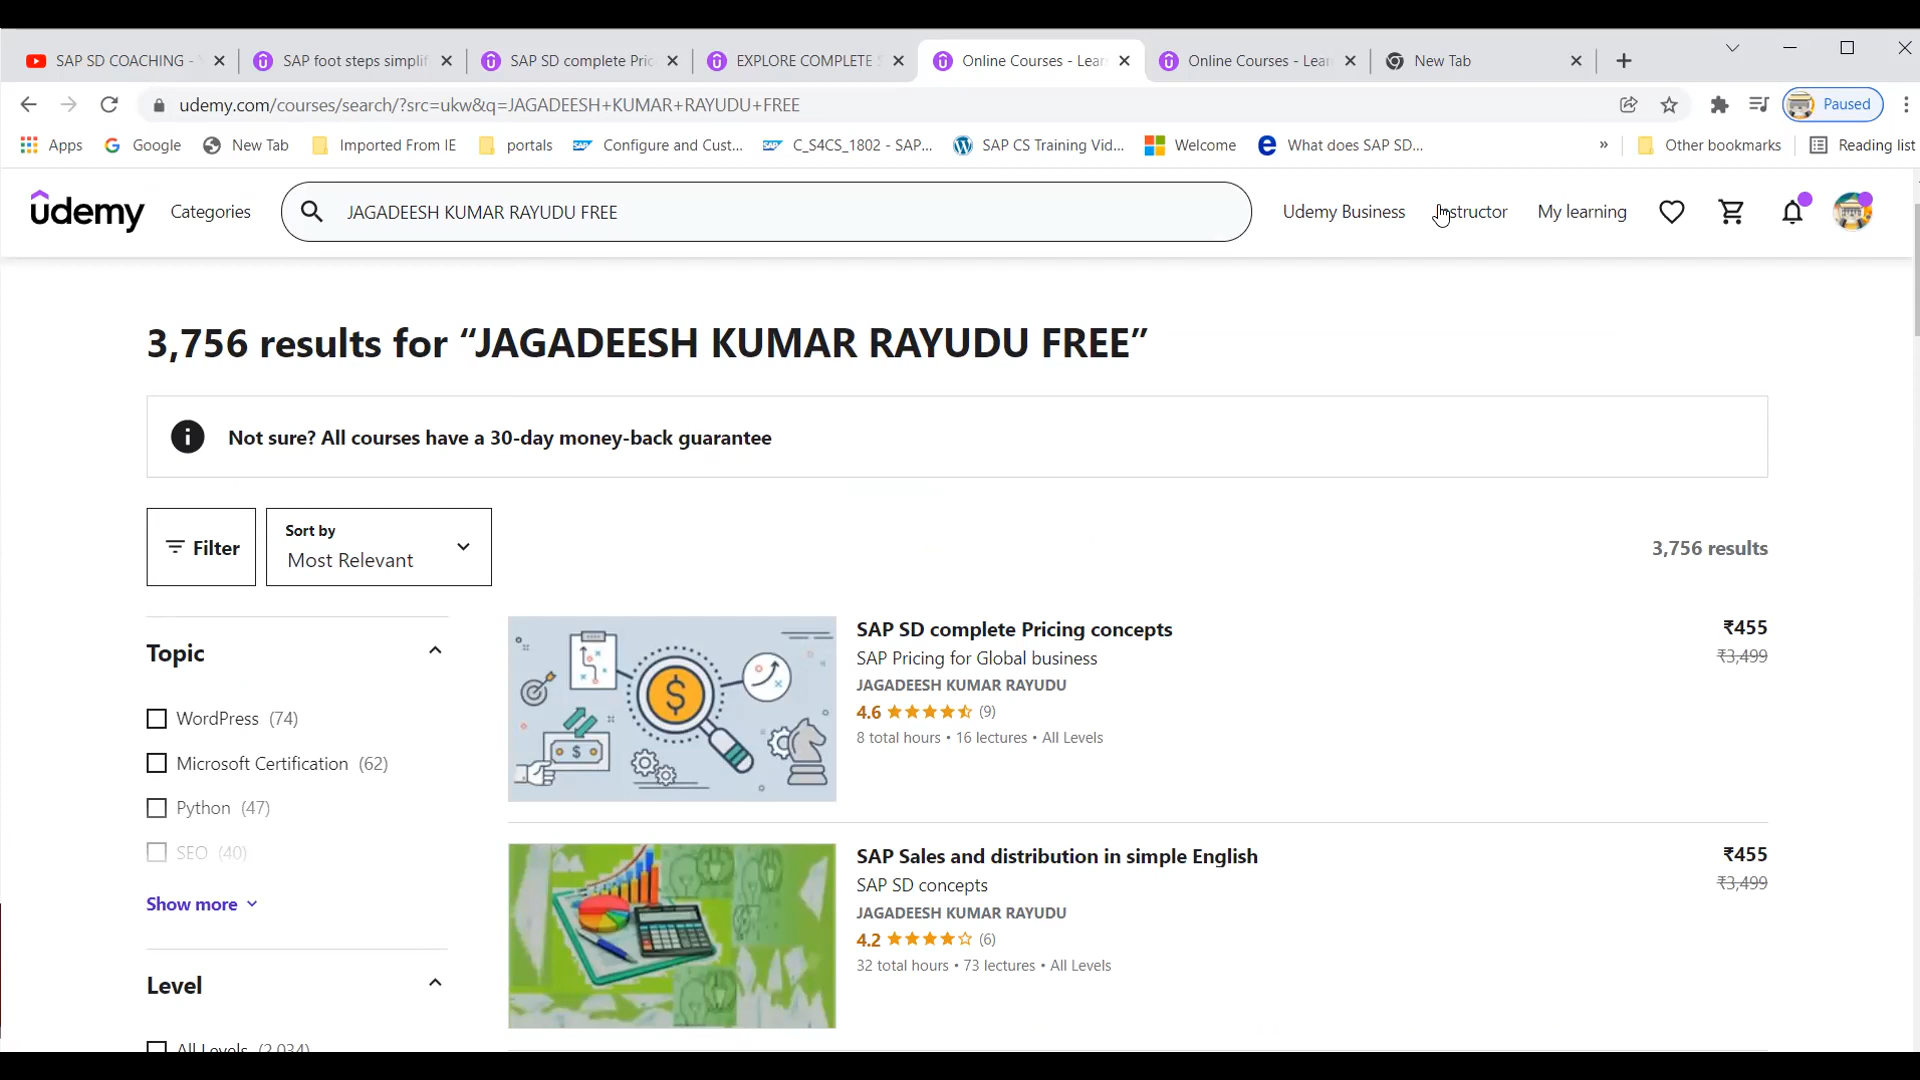 SAP SD COACHING -
SAP foot steps simplif
SAP SD complete Pric
EXPLORE COMPLETE S
Online Courses - Lear
Online Courses - Lear
New Tab
udemy.com/courses/search/?src=ukw&q=JAGADEESH+KUMAR+RAYUDU+FREE
Paused
Apps
Google
New Tab
Imported From IE
portals
Configure and Cust...
C_S4CS_1802 - SAP...
SAP CS Training Vid...
Welcome
What does SAP SD...
»
Other bookmarks
Reading list
udemy
Categories
JAGADEESH KUMAR RAYUDU FREE
Udemy Business
Instructor
My learning
3,756 results for “JAGADEESH KUMAR RAYUDU FREE”
Not sure? All courses have a 30-day money-back guarantee
Filter
Sort by
Most Relevant
3,756 results
Topic
WordPress (74)
Microsoft Certification (62)
Python (47)
SEO (40)
Show more
Level
All Levels (2,034)
SAP SD complete Pricing concepts
SAP Pricing for Global business
JAGADEESH KUMAR RAYUDU
4.6 (9)
8 total hours • 16 lectures • All Levels
₹455
₹3,499
SAP Sales and distribution in simple English
SAP SD concepts
JAGADEESH KUMAR RAYUDU
4.2 (6)
32 total hours • 73 lectures • All Levels
₹455
₹3,499